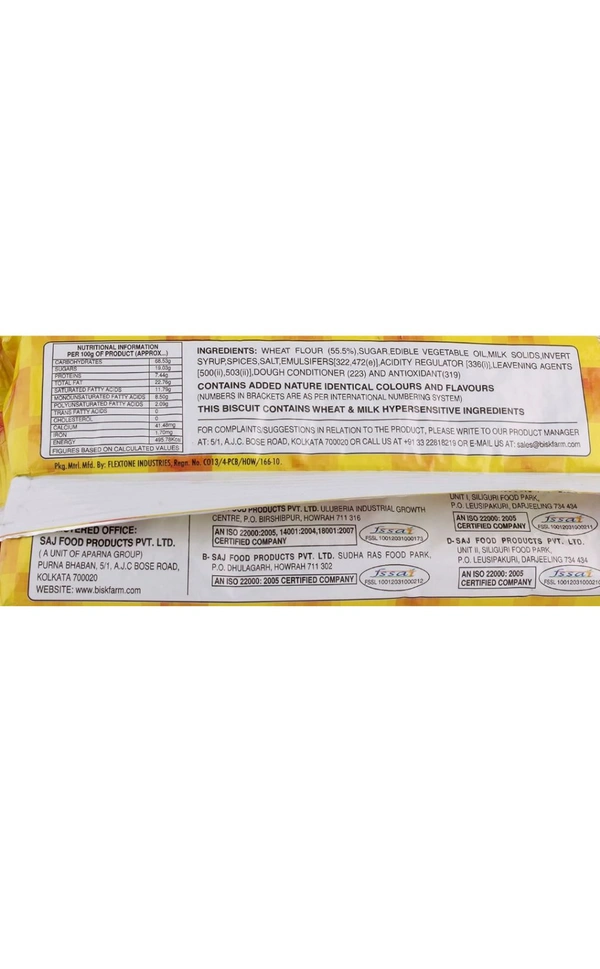 NUTRITIONAL INFORMATION
PER 100g OF PRODUCT (APPROX...)
CARBOHYDRATES 68.53g
SUGARS 19.03g
PROTEINS 7.44g
TOTAL FAT 22.76g
SATURATED FATTY ACIDS 11.79g
MONOUNSATURATED FATTY ACIDS 8.50g
POLYUNSATURATED FATTY ACIDS 2.09g
TRANS FATTY ACIDS 0
CHOLESTEROL 0
CALCIUM 41.48mg
IRON 1.70mg
ENERGY 495.78Kcal
FIGURES BASED ON CALCULATED VALUES
INGREDIENTS: WHEAT FLOUR (55.5%),SUGAR,EDIBLE VEGETABLE OIL,MILK SOLIDS,INVERT
SYRUP,SPICES,SALT,EMULSIFERS[322,472(e)],ACIDITY REGULATOR [336(i)],LEAVENING AGENTS
[500(ii),503(ii)],DOUGH CONDITIONER (223) AND ANTIOXIDANT(319)
CONTAINS ADDED NATURE IDENTICAL COLOURS AND FLAVOURS
(NUMBERS IN BRACKETS ARE AS PER INTERNATIONAL NUMBERING SYSTEM)
THIS BISCUIT CONTAINS WHEAT & MILK HYPERSENSITIVE INGREDIENTS
FOR COMPLAINTS/SUGGESTIONS IN RELATION TO THE PRODUCT, PLEASE WRITE TO OUR PRODUCT MANAGER
AT: 5/1, A.J.C. BOSE ROAD, KOLKATA 700020 OR CALL US AT +91 33 22818219 OR E-MAIL US AT: sales@biskfarm.com
Pkg. Mtrl. Mfd. By: FLEXTONE INDUSTRIES, Regn. No. CO13/4-PCB/HOW/166-10.
OFFICE:
SAJ FOOD PRODUCTS PVT. LTD.
( A UNIT OF APARNA GROUP)
PURNA BHABAN, 5/1, A.J.C BOSE ROAD,
KOLKATA 700020
WEBSITE: www.biskfarm.com
PRODUCTS PVT. LTD. ULUBERIA INDUSTRIAL GROWTH
CENTRE, P.O. BIRSHIBPUR, HOWRAH 711 316
AN ISO 22000:2005, 14001:2004,18001:2007
CERTIFIED COMPANY
fssai
FSSL 10012031000173
B- SAJ FOOD PRODUCTS PVT. LTD. SUDHA RAS FOOD PARK,
P.O. DHULAGARH, HOWRAH 711 302
AN ISO 22000: 2005 CERTIFIED COMPANY
fssai
FSSL 10012031000212
UNIT I, SILIGURI FOOD PARK,
P.O. LEUSIPAKURI, DARJEELING 734 434
AN ISO 22000: 2005
CERTIFIED COMPANY
fssai
D-SAJ FOOD PRODUCTS PVT. LTD.
UNIT II, SILIGURI FOOD PARK,
P.O. LEUSIPAKURI, DARJEELING 734 434
AN ISO 22000: 2005
CERTIFIED COMPANY
fssai